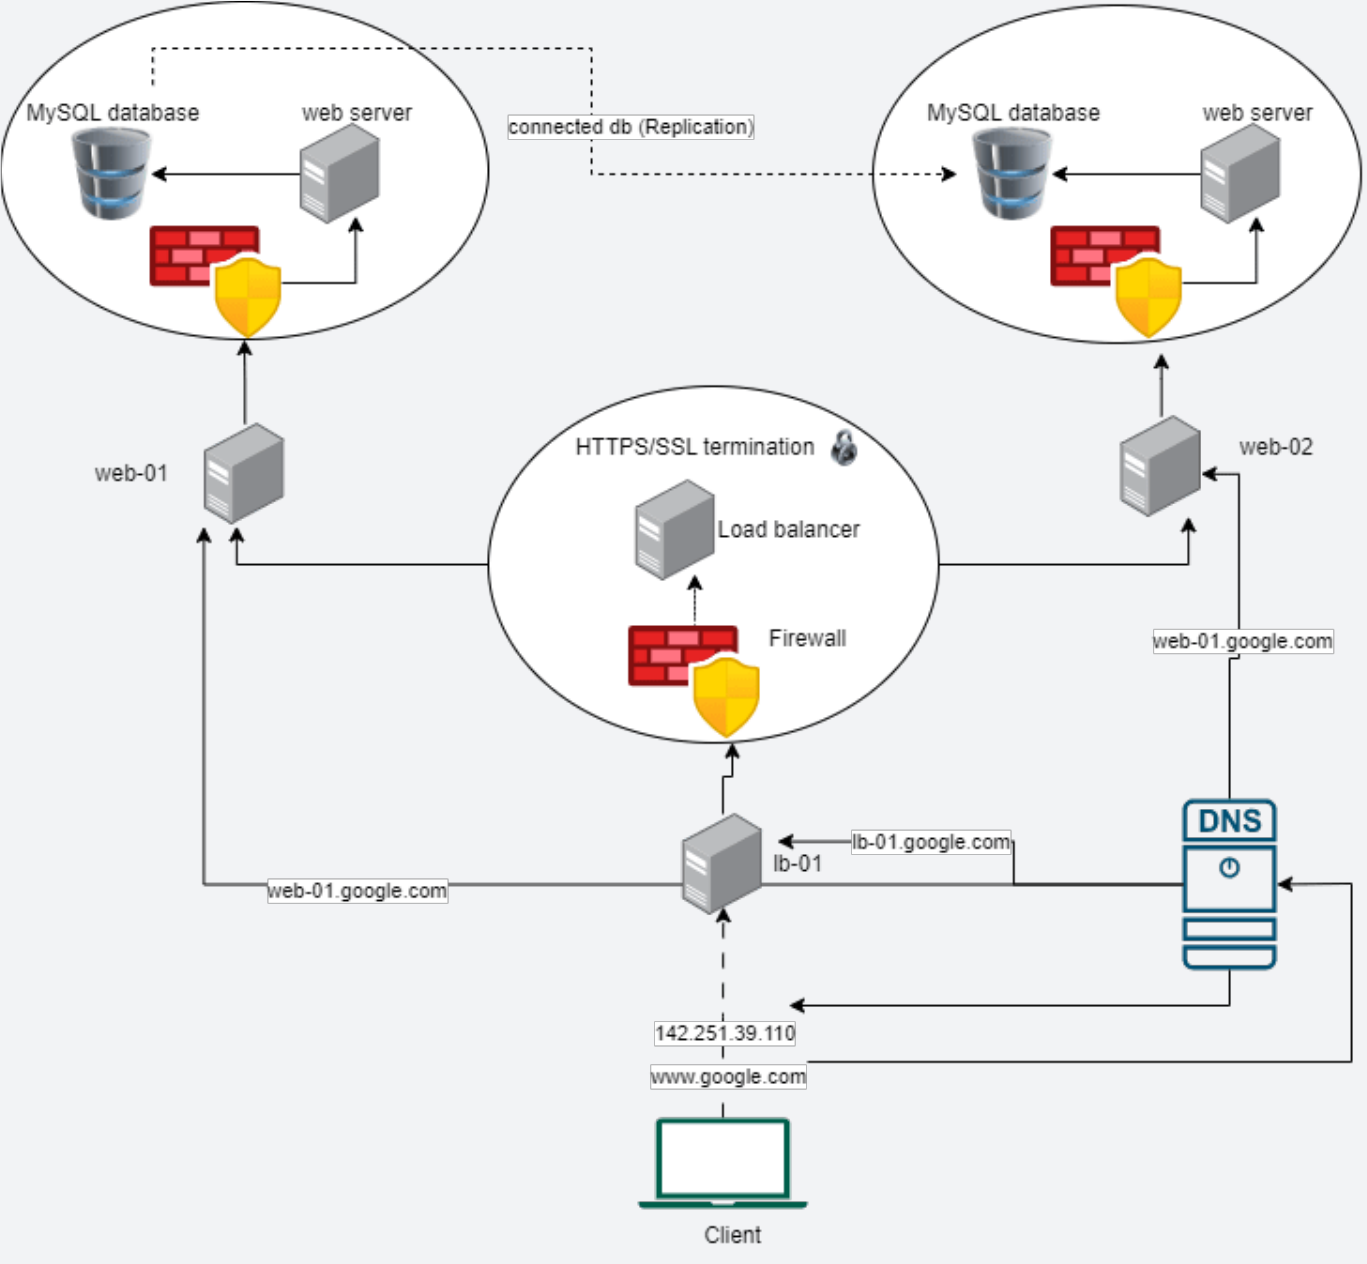 MySQL database
web server
connected db (Replication)
MySQL database
web server
HTTPS/SSL termination
web-01
web-02
Load balancer
Firewall
web-01.google.com
DNS
lb-01.google.com
lb-01
web-01.google.com
142.251.39.110
www.google.com
Client